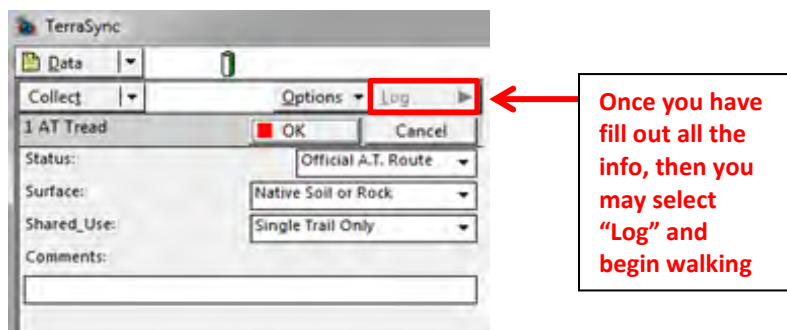 TerraSync
Data
Collect Options Log
1 AT Tread OK Cancel
Status: Official A.T. Route
Surface: Native Soil or Rock
Shared_Use: Single Trail Only
Comments:
Once you have
fill out all the
info, then you
may select
“Log” and
begin walking